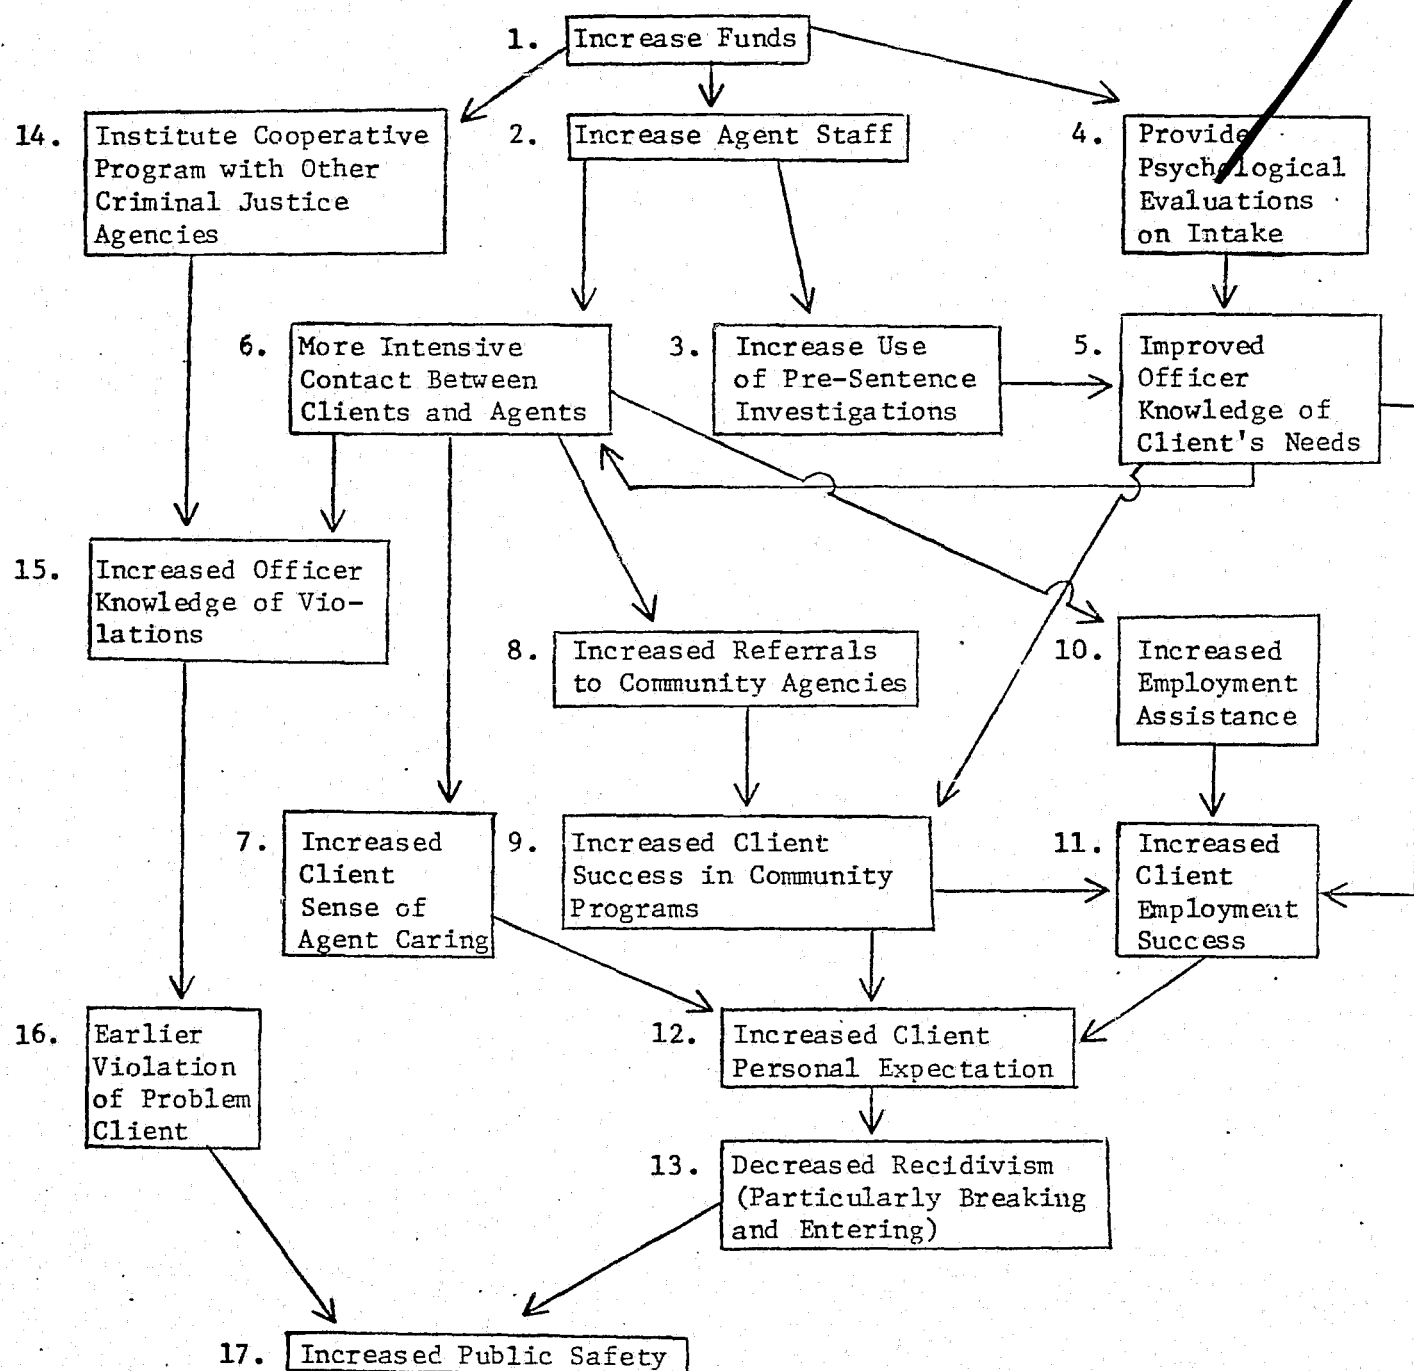 1. Increase Funds
14. Institute Cooperative
Program with Other
Criminal Justice
Agencies
2. Increase Agent Staff
4. Provide
Psychological
Evaluations
on Intake
6. More Intensive
Contact Between
Clients and Agents
3. Increase Use
of Pre-Sentence
Investigations
5. Improved
Officer
Knowledge of
Client's Needs
15. Increased Officer
Knowledge of Vio-
lations
8. Increased Referrals
to Community Agencies
10. Increased
Employment
Assistance
7. Increased
Client
Sense of
Agent Caring
9. Increased Client
Success in Community
Programs
11. Increased
Client
Employment
Success
16. Earlier
Violation
of Problem
Client
12. Increased Client
Personal Expectation
13. Decreased Recidivism
(Particularly Breaking
and Entering)
17. Increased Public Safety